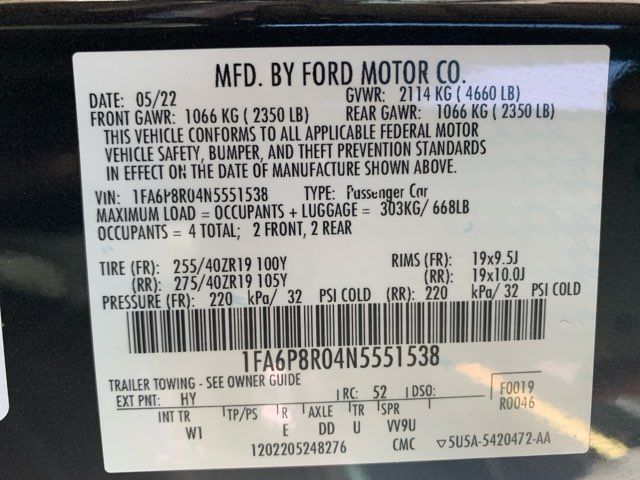 MFD. BY FORD MOTOR CO.
DATE: 05/22 GVWR: 2114 KG ( 4660 LB)
FRONT GAWR: 1066 KG ( 2350 LB) REAR GAWR: 1066 KG ( 2350 LB)
THIS VEHICLE CONFORMS TO ALL APPLICABLE FEDERAL MOTOR
VEHICLE SAFETY, BUMPER, AND THEFT PREVENTION STANDARDS
IN EFFECT ON THE DATE OF MANUFACTURE SHOWN ABOVE.
VIN: 1FA6P8R04N5551538 TYPE: Passenger Car
MAXIMUM LOAD = OCCUPANTS + LUGGAGE = 303KG/ 668LB
OCCUPANTS = 4 TOTAL; 2 FRONT, 2 REAR
TIRE (FR): 255/40ZR19 100Y RIMS (FR): 19x9.5J
(RR): 275/40ZR19 105Y (RR): 19x10.0J
PRESSURE (FR): 220 kPa/ 32 PSI COLD (RR): 220 kPa/ 32 PSI COLD
1FA6P8R04N5551538
TRAILER TOWING - SEE OWNER GUIDE
EXT PNT: HY RC: 52 DSO: F0019
R0046
INT TR TP/PS R AXLE TR SPR
W1 E DD U VV9U
1202205248276 CMC ▽5U5A-5420472-AA